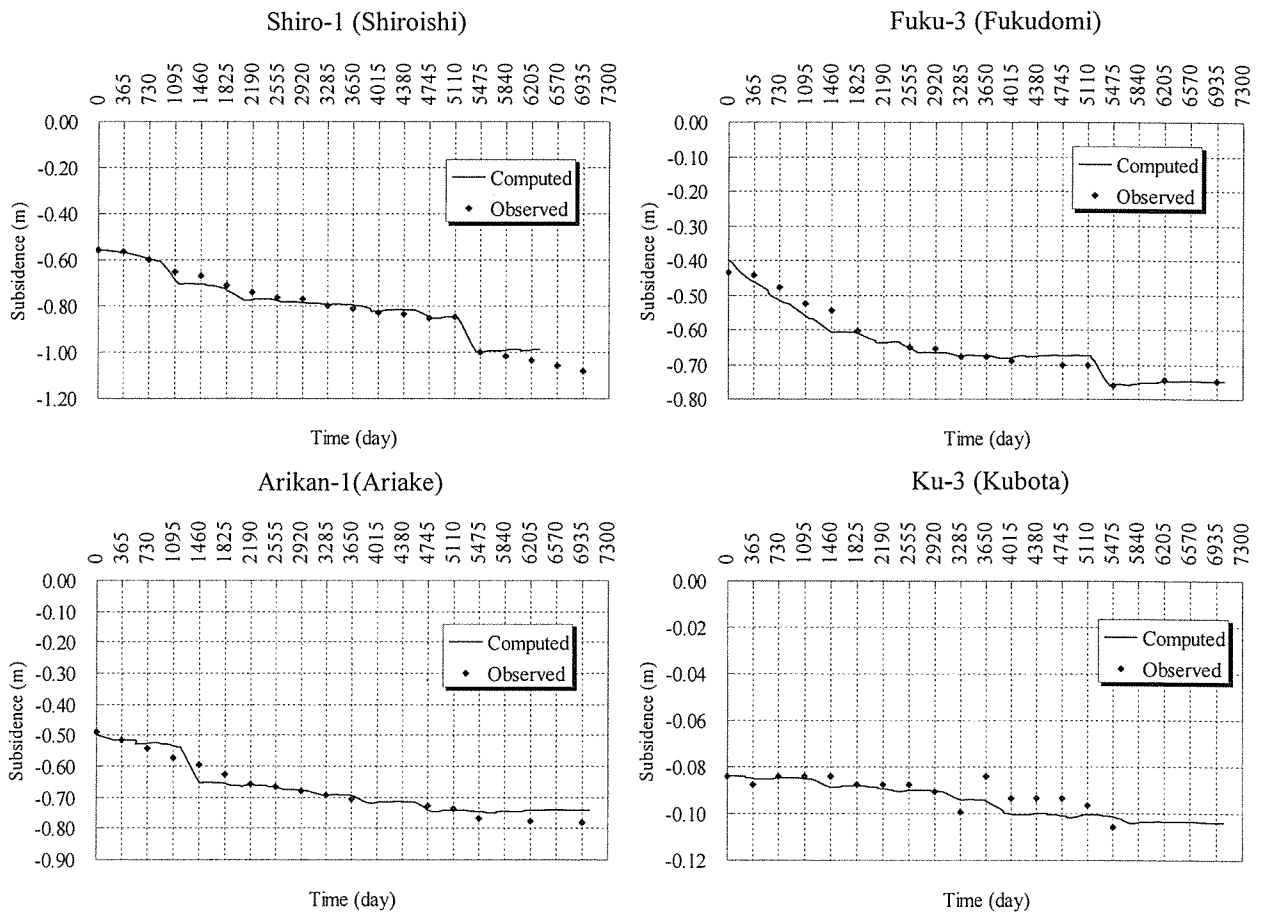 Shiro-1 (Shiroishi)
0 365 730 1095 1460 1825 2190 2555 2920 3285 3650 4015 4380 4745 5110 5475 5840 6205 6570 6935 7300
0.00
-0.20
-0.40
-0.60
-0.80
-1.00
-1.20
Subsidence (m)
Computed
Observed
Time (day)
Fuku-3 (Fukudomi)
0 365 730 1095 1460 1825 2190 2555 2920 3285 3650 4015 4380 4745 5110 5475 5840 6205 6570 6935 7300
0.00
-0.10
-0.20
-0.30
-0.40
-0.50
-0.60
-0.70
-0.80
Subsidence (m)
Computed
Observed
Time (day)
Arikan-1(Ariake)
0 365 730 1095 1460 1825 2190 2555 2920 3285 3650 4015 4380 4745 5110 5475 5840 6205 6570 6935 7300
0.00
-0.10
-0.20
-0.30
-0.40
-0.50
-0.60
-0.70
-0.80
-0.90
Subsidence (m)
Computed
Observed
Time (day)
Ku-3 (Kubota)
0 365 730 1095 1460 1825 2190 2555 2920 3285 3650 4015 4380 4745 5110 5475 5840 6205 6570 6935 7300
0.00
-0.02
-0.04
-0.06
-0.08
-0.10
-0.12
Subsidence (m)
Computed
Observed
Time (day)